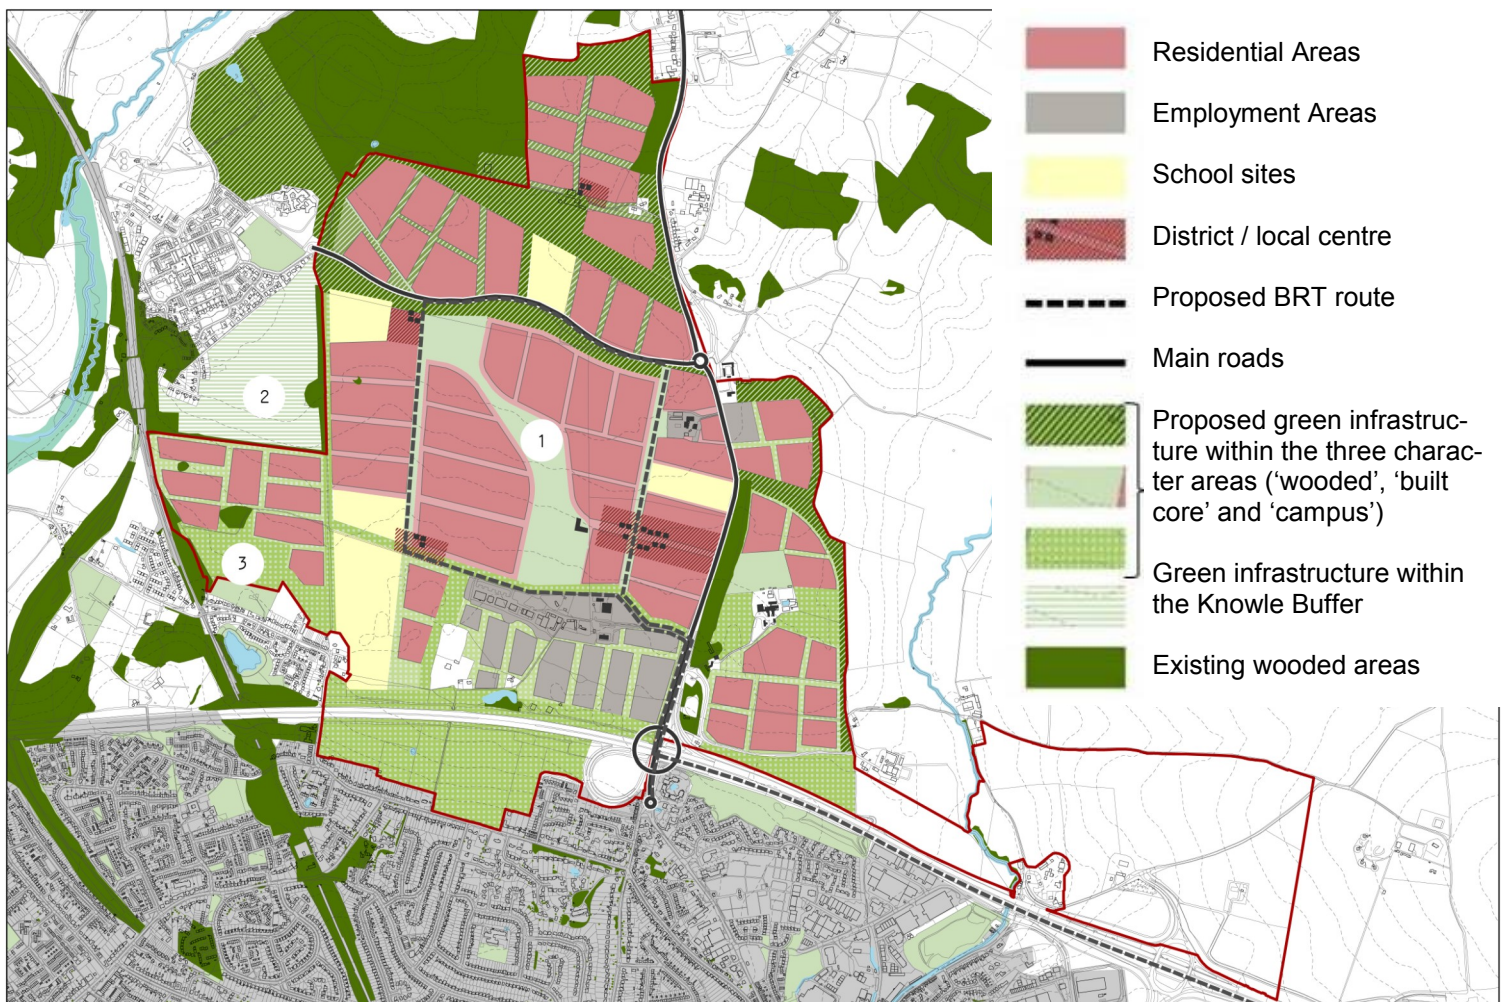 Residential Areas
Employment Areas
School sites
District / local centre
Proposed BRT route
Main roads
Proposed green infrastruc-
ture within the three charac-
ter areas (‘wooded’, ‘built
core’ and ‘campus’)
Green infrastructure within
the Knowle Buffer
Existing wooded areas
2
1
3